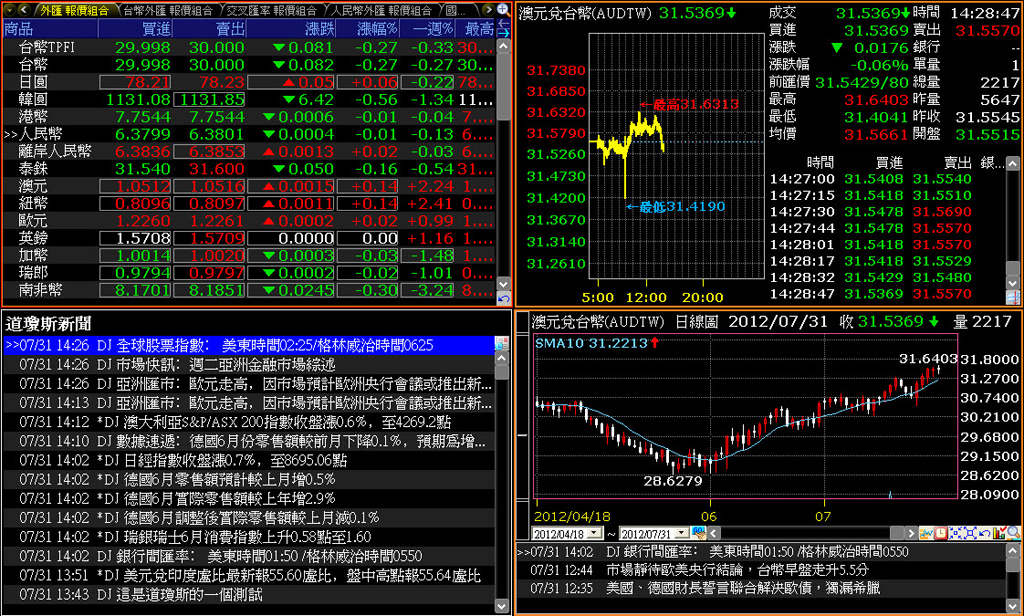 外匯 報價組合 台幣外匯 報價組合 交叉匯率 報價組合 人民幣外匯 報價組合 國...
商品 買進 賣出 漲跌 漲幅% 一週% 最高
台幣TPFI 29.998 30.000 ▼0.081 -0.27 -0.33 30....
台幣 29.998 30.000 ▼0.082 -0.27 -0.27 30....
日圓 78.21 78.23 ▲0.05 +0.06 -0.22 78....
韓圓 1131.08 1131.85 ▼6.42 -0.56 -1.34 11....
港幣 7.7544 7.7544 ▼0.0006 -0.01 -0.04 7....
>>人民幣 6.3799 6.3801 ▼0.0004 -0.01 -0.13 6....
離岸人民幣 6.3836 6.3853 ▲0.0013 +0.02 -0.03 6....
泰銖 31.540 31.600 ▼0.050 -0.16 -0.54 31....
澳元 1.0512 1.0516 ▲0.0015 +0.14 +2.24 1....
紐幣 0.8096 0.8097 ▲0.0011 +0.14 +2.41 0....
歐元 1.2260 1.2261 ▲0.0002 +0.02 +0.99 1....
英鎊 1.5708 1.5709 0.0000 0.00 +1.16 1....
加幣 1.0014 1.0020 ▼0.0003 -0.03 -1.48 1....
瑞郎 0.9794 0.9797 ▼0.0002 -0.02 -1.01 0....
南非幣 8.1701 8.1851 ▼0.0245 -0.30 -3.24 8....
澳元兌台幣(AUDTW) 31.5369↓
31.7380
31.6850
31.6320
31.5790
31.5260
31.4730
31.4200
31.3670
31.3140
31.2610
←最高31.6313
←最低31.4190
5:00 12:00 20:00
成交 31.5369↓ 時間 14:28:47
買進 31.5369 賣出 31.5570
漲跌 ▼ 0.0176 銀行 --
漲跌幅 -0.06% 單量 1
前匯價 31.5429/80 總量 2217
最高 31.6403 昨量 5647
最低 31.4041 昨收 31.5545
均價 31.5661 開盤 31.5515
時間 買進 賣出 銀...
14:27:00 31.5408 31.5540
14:27:15 31.5418 31.5510
14:27:30 31.5478 31.5690
14:27:44 31.5478 31.5570
14:28:01 31.5418 31.5570
14:28:17 31.5418 31.5529
14:28:32 31.5429 31.5480
14:28:47 31.5369 31.5570
道瓊斯新聞
>>07/31 14:26 DJ 全球股票指數: 美東時間02:25/格林威治時間0625
07/31 14:26 DJ 市場快訊: 週二亞洲金融市場綜述
07/31 14:26 DJ 亞洲匯市: 歐元走高，因市場預計歐洲央行會議或推出新...
07/31 14:13 DJ 亞洲匯市: 歐元走高，因市場預計歐洲央行會議或推出新...
07/31 14:12 *DJ 澳大利亞S&P/ASX 200指數收盤漲0.6%，至4269.2點
07/31 14:10 DJ 數據速遞: 德國6月份零售額較前月下降0.1%，預期為增...
07/31 14:02 *DJ 日經指數收盤漲0.7%，至8695.06點
07/31 14:02 *DJ 德國6月零售額預計較上月增0.5%
07/31 14:02 *DJ 德國6月實際零售額較上年增2.9%
07/31 14:02 *DJ 德國6月調整後實際零售額較上月減0.1%
07/31 14:02 *DJ 瑞銀瑞士6月消費指數上升0.58點至1.60
07/31 14:02 DJ 銀行間匯率: 美東時間01:50 /格林威治時間0550
07/31 13:51 *DJ 美元兌印度盧比最新報55.60盧比，盤中高點報55.64盧比
07/31 13:43 DJ 這是道瓊斯的一個測試
澳元兌台幣(AUDTW) 日線圖 2012/07/31 收31.5369↓ 量2217
SMA10 31.2213↑
31.6403
28.6279
31.8000
31.2700
30.7400
30.2100
29.6800
29.1500
28.6200
28.0900
2012/04/18 06 07
2012/04/18 ~ 2012/07/31
>>07/31 14:02 DJ 銀行間匯率: 美東時間01:50 /格林威治時間0550
07/31 12:44 市場靜待歐美央行結論，台幣早盤走升5.5分
07/31 12:35 美國、德國財長誓言聯合解決歐債，獨漏希臘